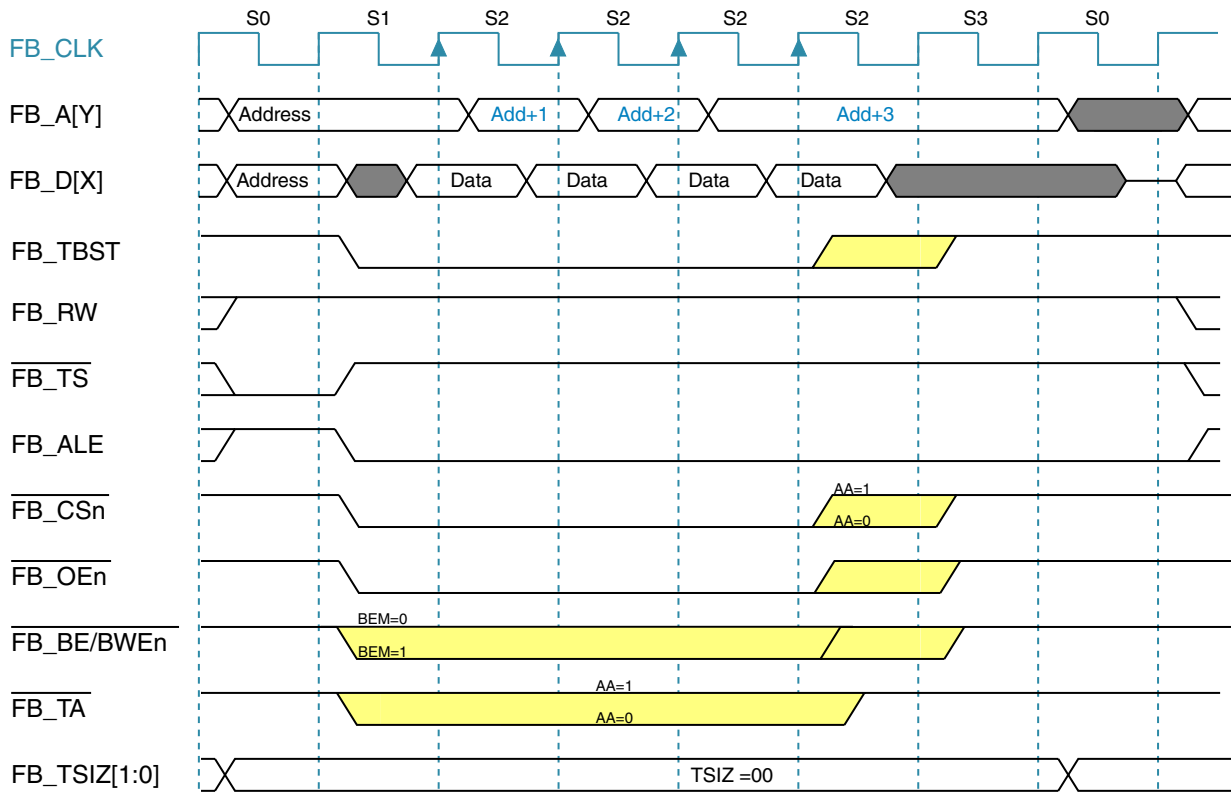 S0 S1 S2 S2 S2 S2 S3 S0
FB_CLK
FB_A[Y] Address Add+1 Add+2 Add+3
FB_D[X] Address Data Data Data Data
FB_TBST
FB_RW
FB_TS
FB_ALE
AA=1
FB_CSn
AA=0
FB_OEn
BEM=0
FB_BE/BWEn
BEM=1
AA=1
FB_TA
AA=0
FB_TSIZ[1:0] TSIZ =00